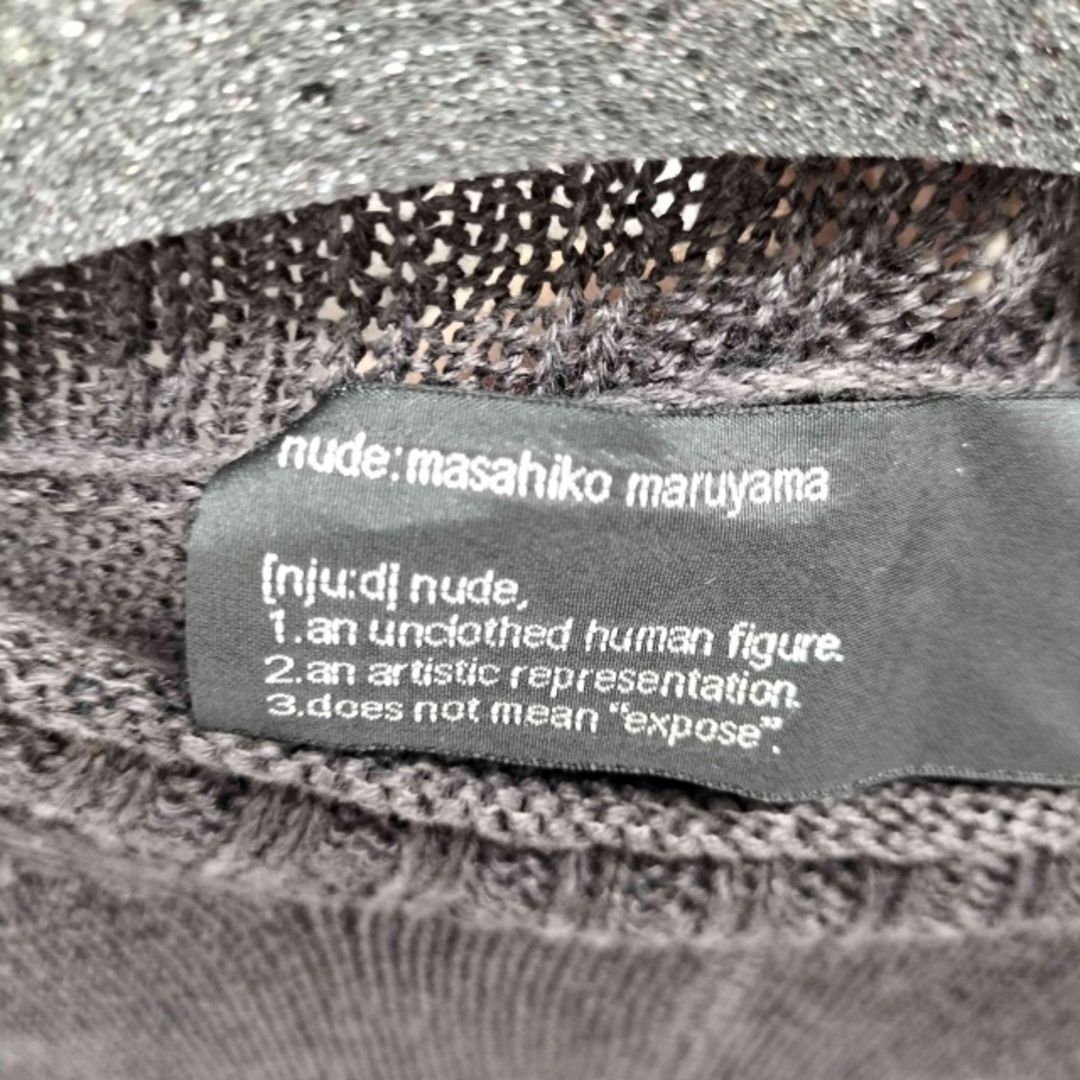 nude:masahiko maruyama
[nju:d] nude,
1.an unclothed human figure.
2.an artistic representation.
3.does not mean "expose".